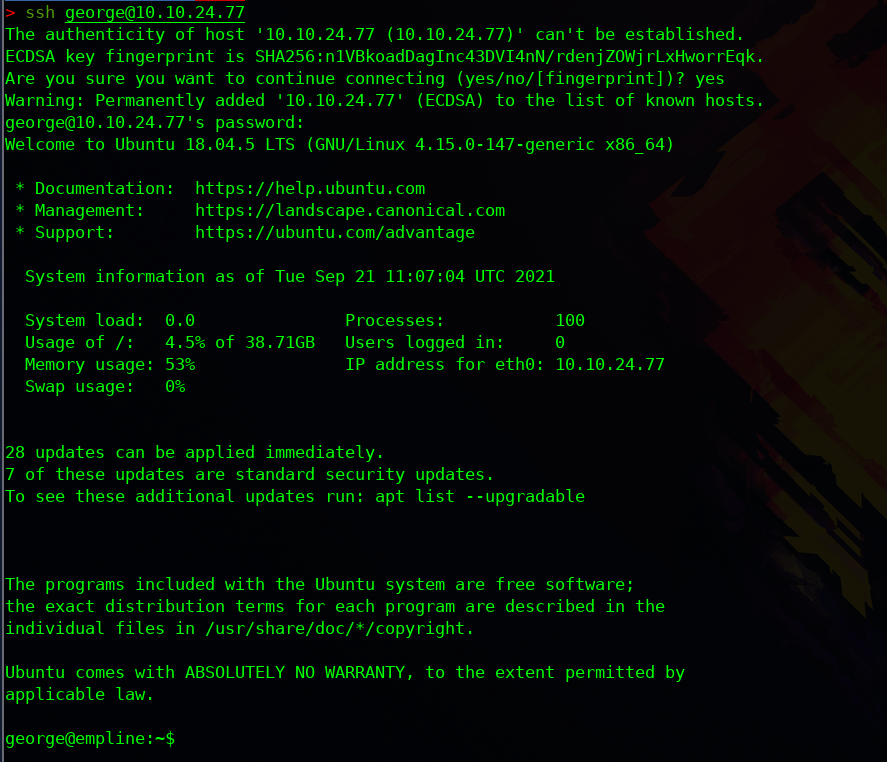 > ssh george@10.10.24.77
The authenticity of host '10.10.24.77 (10.10.24.77)' can't be established.
ECDSA key fingerprint is SHA256:n1VBkoadDagInc43DVI4nN/rdenjZOWjrLxHworrEqk.
Are you sure you want to continue connecting (yes/no/[fingerprint])? yes
Warning: Permanently added '10.10.24.77' (ECDSA) to the list of known hosts.
george@10.10.24.77's password:
Welcome to Ubuntu 18.04.5 LTS (GNU/Linux 4.15.0-147-generic x86_64)
* Documentation:  https://help.ubuntu.com
* Management:     https://landscape.canonical.com
* Support:        https://ubuntu.com/advantage
System information as of Tue Sep 21 11:07:04 UTC 2021
System load:  0.0               Processes:           100
Usage of /:   4.5% of 38.71GB   Users logged in:     0
Memory usage: 53%               IP address for eth0: 10.10.24.77
Swap usage:   0%
28 updates can be applied immediately.
7 of these updates are standard security updates.
To see these additional updates run: apt list --upgradable
The programs included with the Ubuntu system are free software;
the exact distribution terms for each program are described in the
individual files in /usr/share/doc/*/copyright.
Ubuntu comes with ABSOLUTELY NO WARRANTY, to the extent permitted by
applicable law.
george@empline:~$